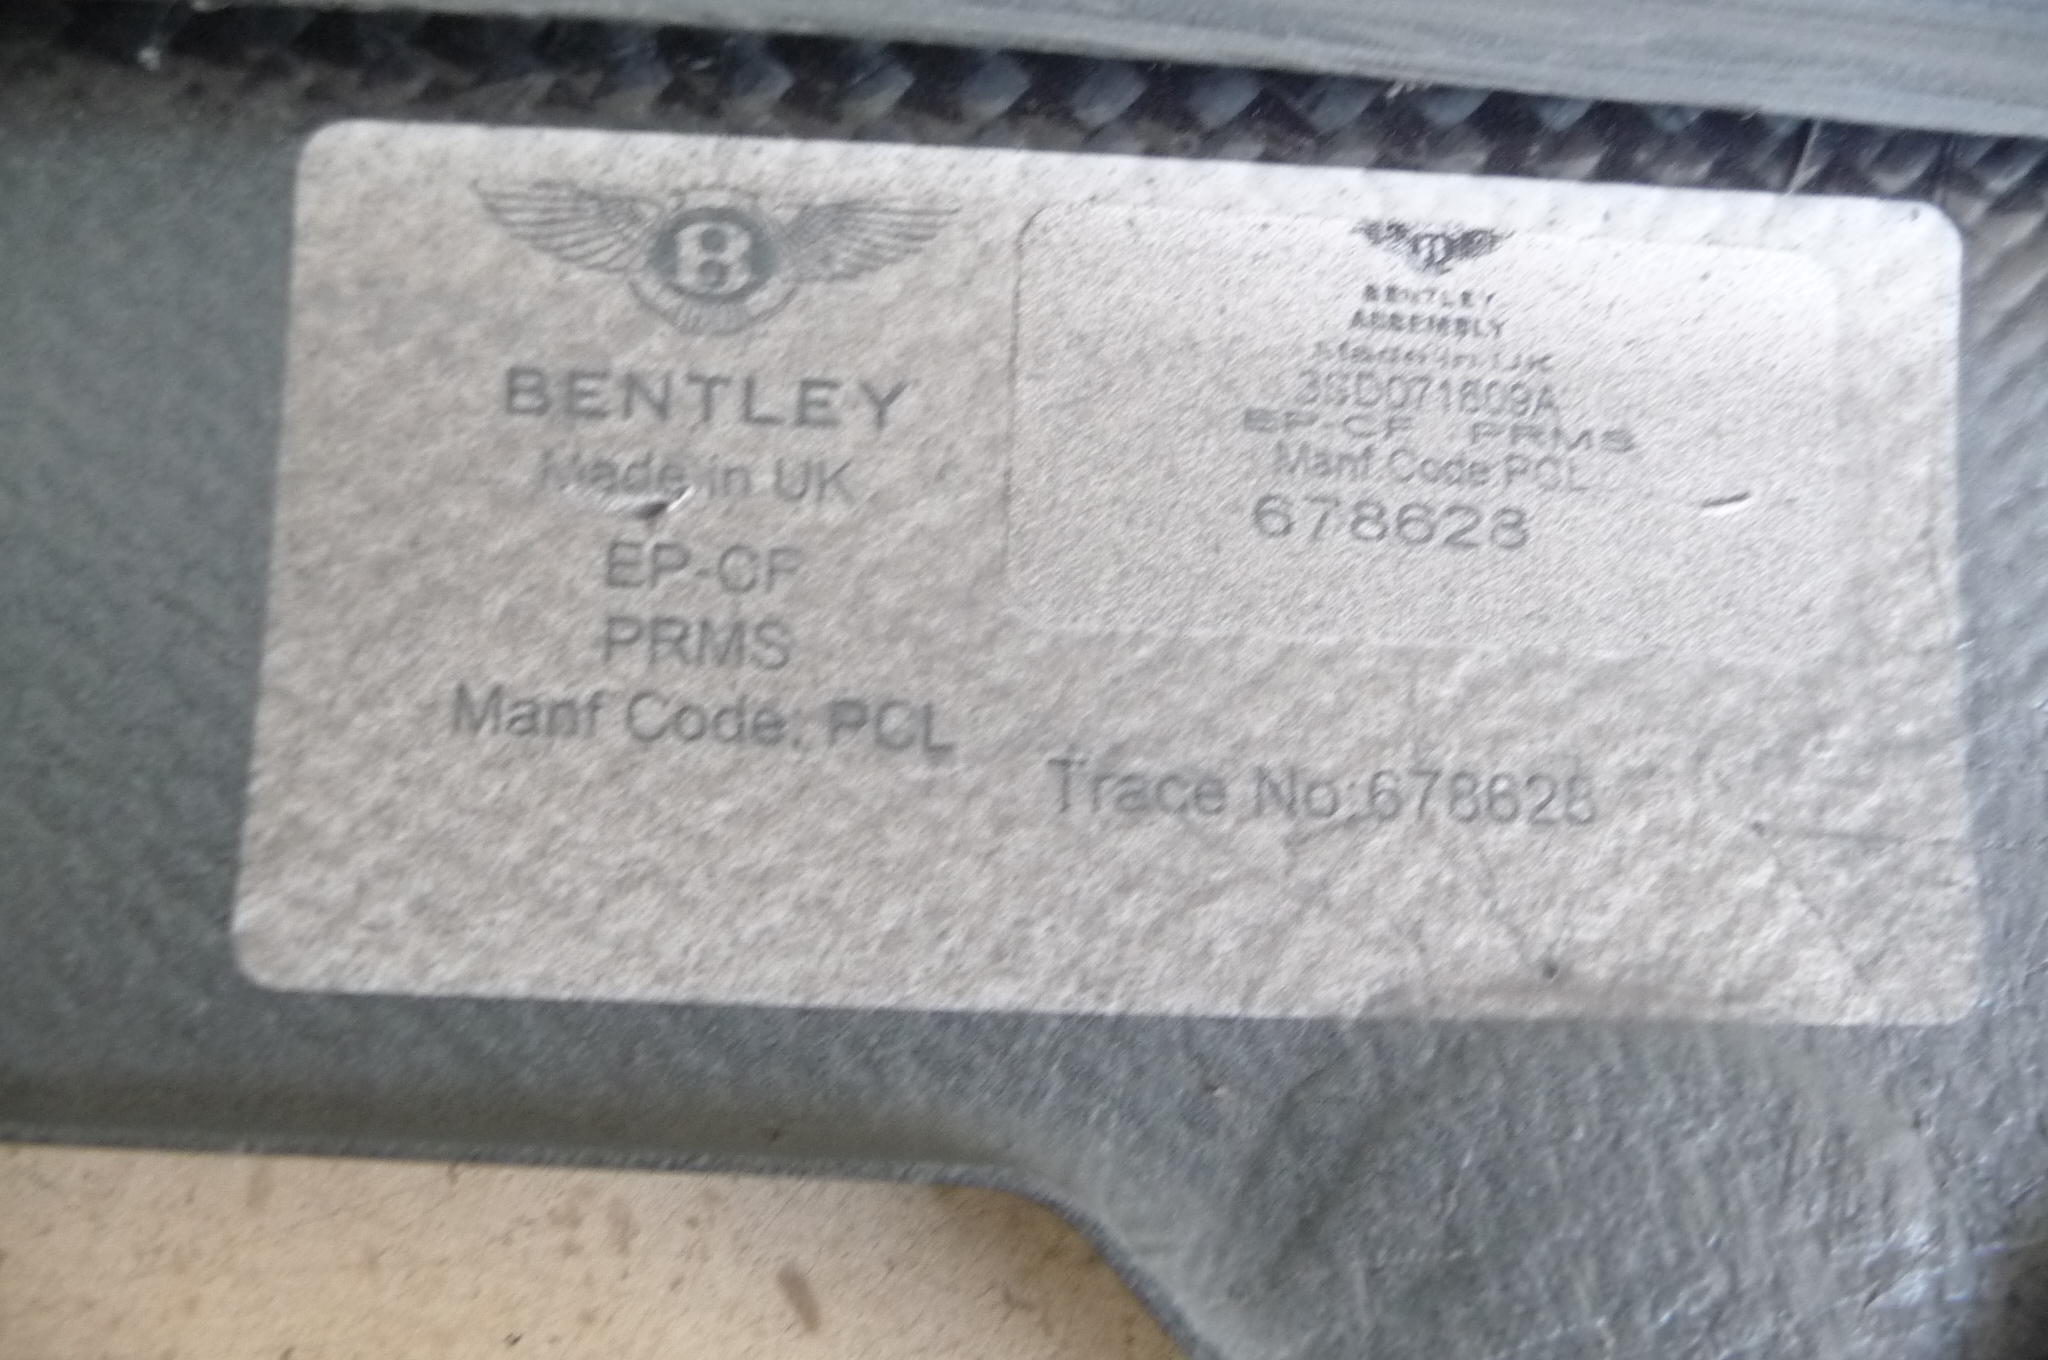 B
BENTLEY
Made in UK
EP-CF
PRMS
Manf Code: PCL
BENTLEY
ASSEMBLY
Made in UK
3SD071609A
EP-CF PRMS
Manf Code PCL
678628
Trace No:678628